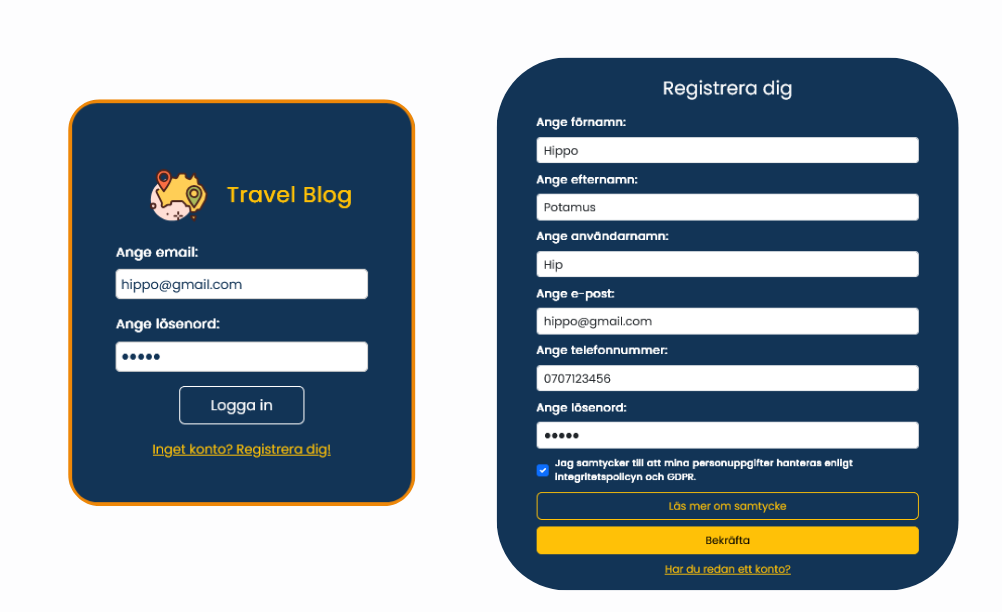 Travel Blog
Ange email:
hippo@gmail.com
Ange lösenord:
•••••
Logga in
Inget konto? Registrera dig!
Registrera dig
Ange förnamn:
Hippo
Ange efternamn:
Potamus
Ange användarnamn:
Hip
Ange e-post:
hippo@gmail.com
Ange telefonnummer:
0707123456
Ange lösenord:
•••••
Jag samtycker till att mina personuppgifter hanteras enligt
Integritetspolicyn och GDPR.
Läs mer om samtycke
Bekräfta
Har du redan ett konto?